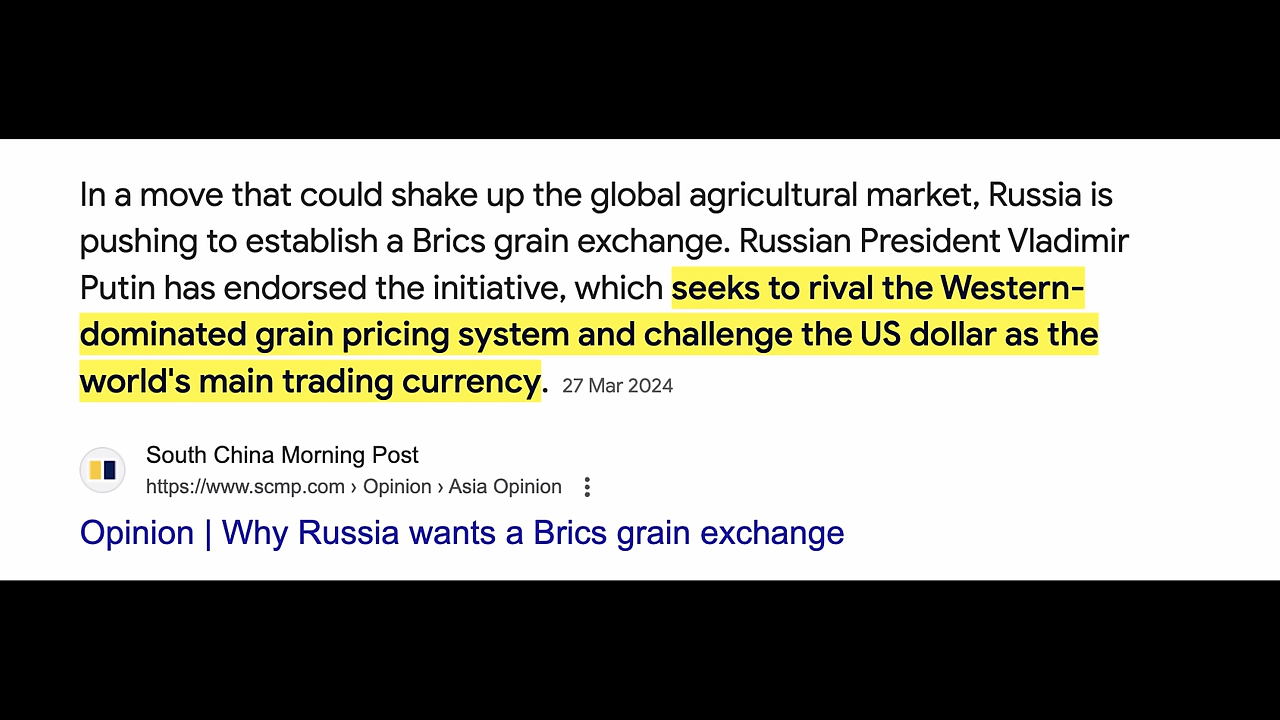 In a move that could shake up the global agricultural market, Russia is
pushing to establish a Brics grain exchange. Russian President Vladimir
Putin has endorsed the initiative, which seeks to rival the Western-
dominated grain pricing system and challenge the US dollar as the
world's main trading currency. 27 Mar 2024
South China Morning Post
https://www.scmp.com › Opinion › Asia Opinion
Opinion | Why Russia wants a Brics grain exchange